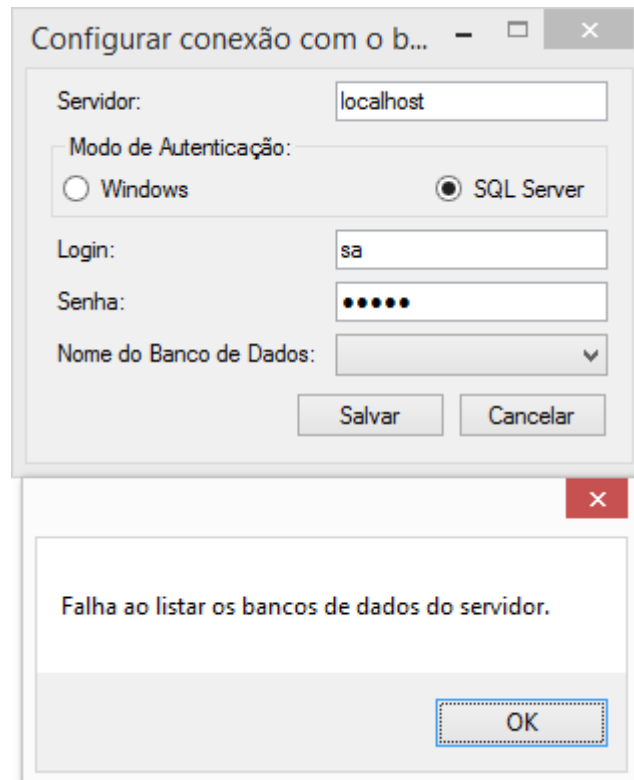 Configurar conexão com o b...
Servidor: localhost
Modo de Autenticação:
Windows SQL Server
Login: sa
Senha: •••••
Nome do Banco de Dados:
Salvar Cancelar
Falha ao listar os bancos de dados do servidor.
OK